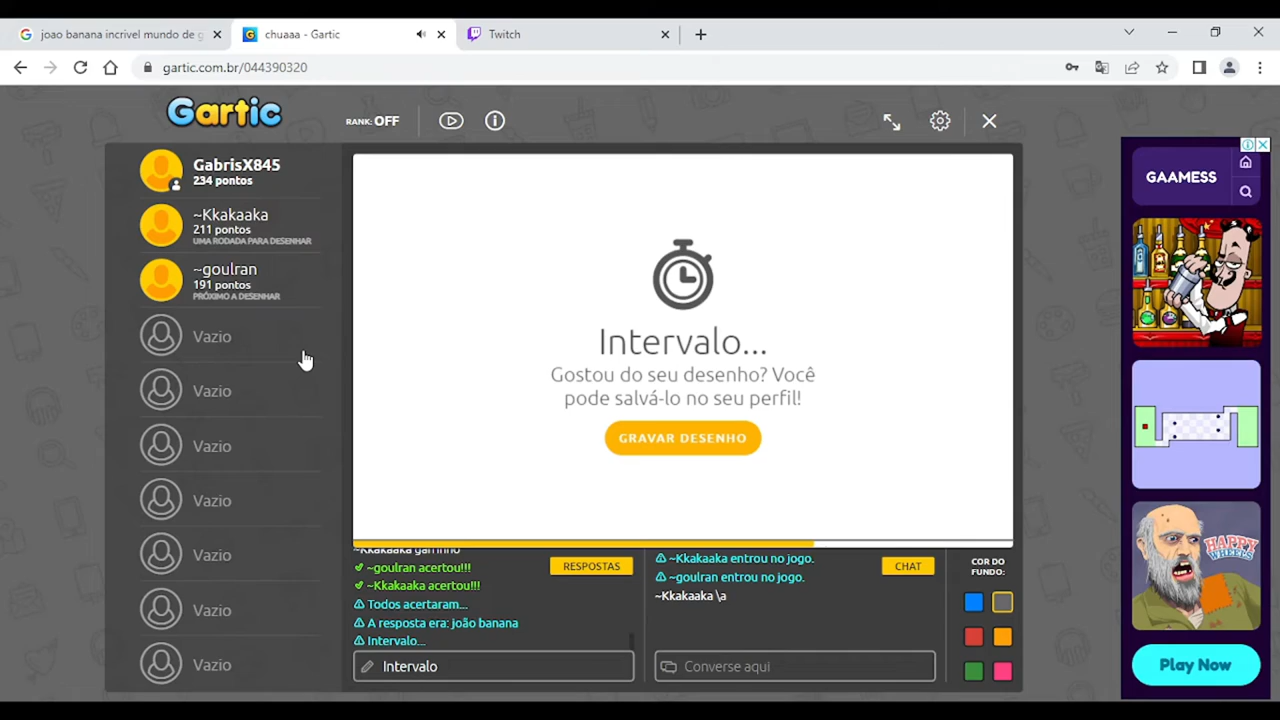 joao banana incrivel mundo de g
chuaaa - Gartic
Twitch
gartic.com.br/044390320
Gartic
RANK: OFF
GabrisX845
234 pontos
~Kkakaaka
211 pontos
UMA RODADA PARA DESENHAR
~goulran
191 pontos
PRÓXIMO A DESENHAR
Vazio
Vazio
Vazio
Vazio
Vazio
Vazio
Vazio
Intervalo...
Gostou do seu desenho? Você
pode salvá-lo no seu perfil!
GRAVAR DESENHO
~Kkakaaka garrinho
~goulran acertou!!!
~Kkakaaka acertou!!!
Todos acertaram...
A resposta era: joão banana
Intervalo...
RESPOSTAS
Intervalo
~Kkakaaka entrou no jogo.
~goulran entrou no jogo.
~Kkakaaka \a
CHAT
Converse aqui
COR DO
FUNDO:
GAAMESS
HAPPY
WHEELS
Play Now